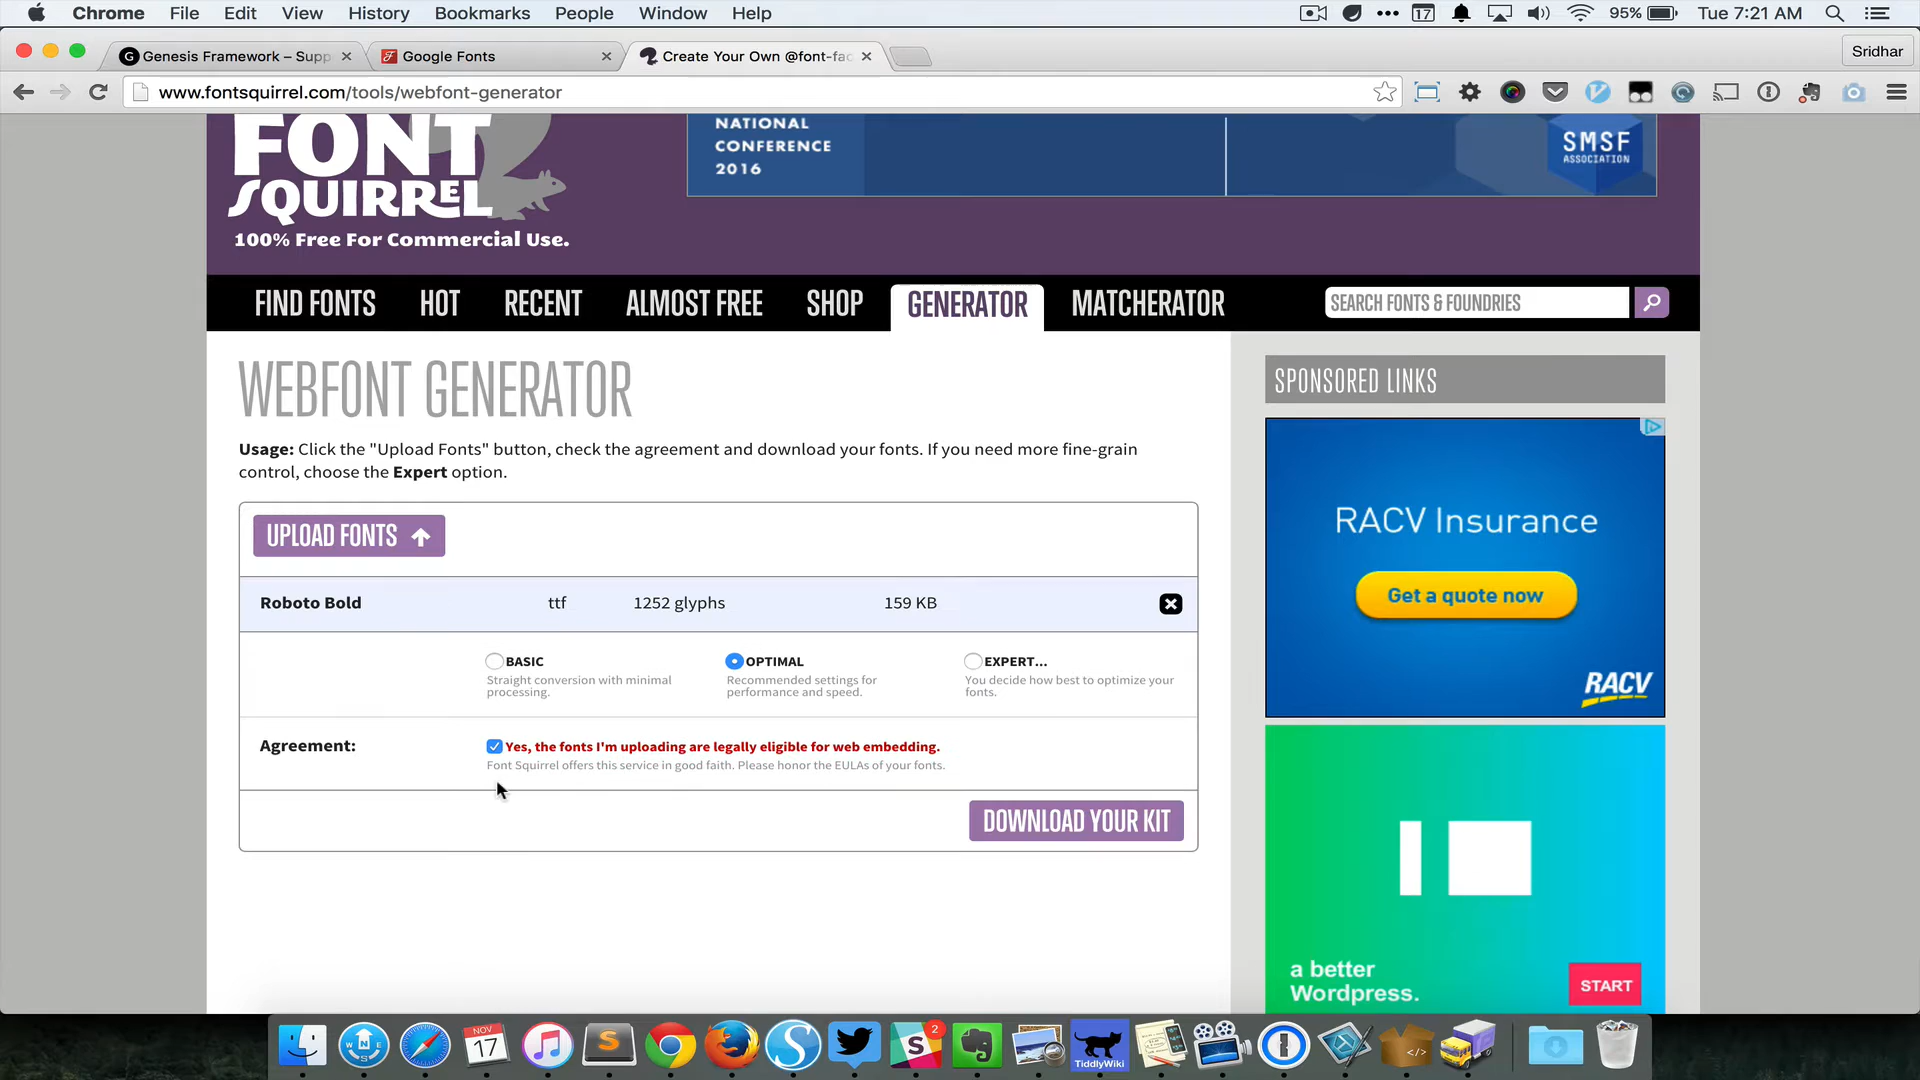 Chrome File Edit View History Bookmarks People Window Help 17 95% Tue 7:21 AM
G Genesis Framework – Supp Google Fonts Create Your Own @font-fac Sridhar
www.fontsquirrel.com/tools/webfont-generator
FONT
SQUIRREL
100% Free For Commercial Use.
NATIONAL
CONFERENCE
2016
SMSF
ASSOCIATION
FIND FONTS HOT RECENT ALMOST FREE SHOP GENERATOR MATCHERATOR SEARCH FONTS & FOUNDRIES
WEBFONT GENERATOR
Usage: Click the "Upload Fonts" button, check the agreement and download your fonts. If you need more fine-grain
control, choose the Expert option.
UPLOAD FONTS
Roboto Bold ttf 1252 glyphs 159 KB
BASIC
Straight conversion with minimal
processing.
OPTIMAL
Recommended settings for
performance and speed.
EXPERT...
You decide how best to optimize your
fonts.
Agreement:
Yes, the fonts I'm uploading are legally eligible for web embedding.
Font Squirrel offers this service in good faith. Please honor the EULAs of your fonts.
DOWNLOAD YOUR KIT
SPONSORED LINKS
RACV Insurance
Get a quote now
RACV
a better
Wordpress.
START
NOV
17
S
S
S
2
TiddlyWiki
</>